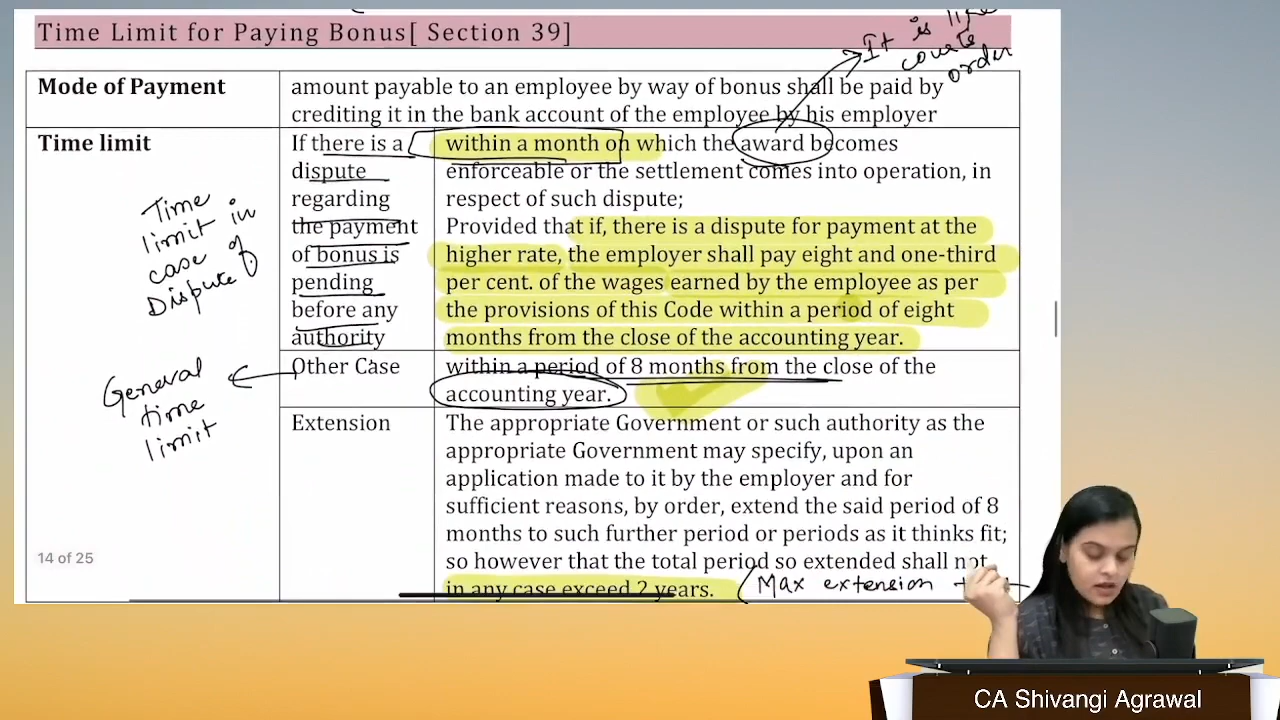 Time Limit for Paying Bonus[ Section 39]
It is like
courts
order
Mode of Payment
amount payable to an employee by way of bonus shall be paid by
crediting it in the bank account of the employee by his employer
Time limit
If there is a
dispute
regarding
the payment
of bonus is
pending
before any
authority
within a month on which the award becomes
enforceable or the settlement comes into operation, in
respect of such dispute;
Provided that if, there is a dispute for payment at the
higher rate, the employer shall pay eight and one-third
per cent. of the wages earned by the employee as per
the provisions of this Code within a period of eight
months from the close of the accounting year.
Time
limit in
case of
Dispute
Other Case
within a period of 8 months from the close of the
accounting year.
General
time
limit
Extension
The appropriate Government or such authority as the
appropriate Government may specify, upon an
application made to it by the employer and for
sufficient reasons, by order, extend the said period of 8
months to such further period or periods as it thinks fit;
so however that the total period so extended shall not
in any case exceed 2 years.
Max extension
14 of 25
CA Shivangi Agrawal